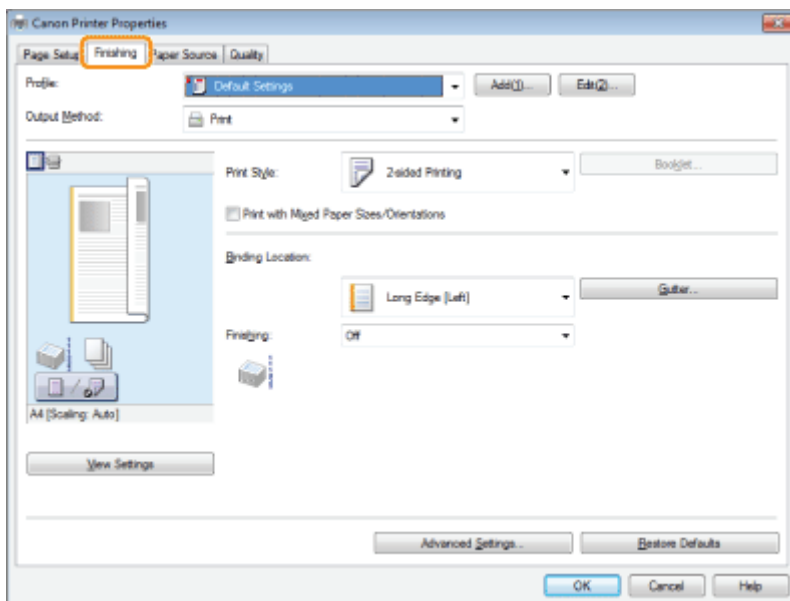 Canon Printer Properties
Page Setup Finishing Paper Source Quality
Profile: Default Settings Add(1)... Edit(2)...
Output Method: Print
Print Style: 2-sided Printing Booklet...
Print with Mixed Paper Sizes/Orientations
Binding Location:
Long Edge [Left] Gutter...
Finishing: Off
A4 [Scaling: Auto]
View Settings
Advanced Settings... Restore Defaults
OK Cancel Help